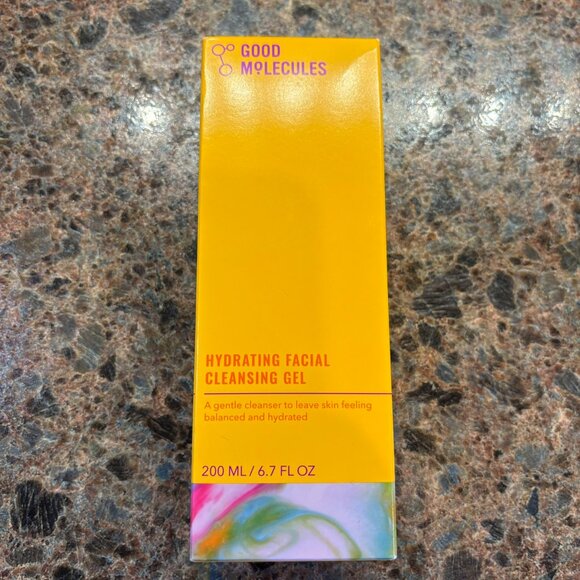 GOOD
MOLECULES
HYDRATING FACIAL
CLEANSING GEL
A gentle cleanser to leave skin feeling
balanced and hydrated
200 ML / 6.7 FL OZ